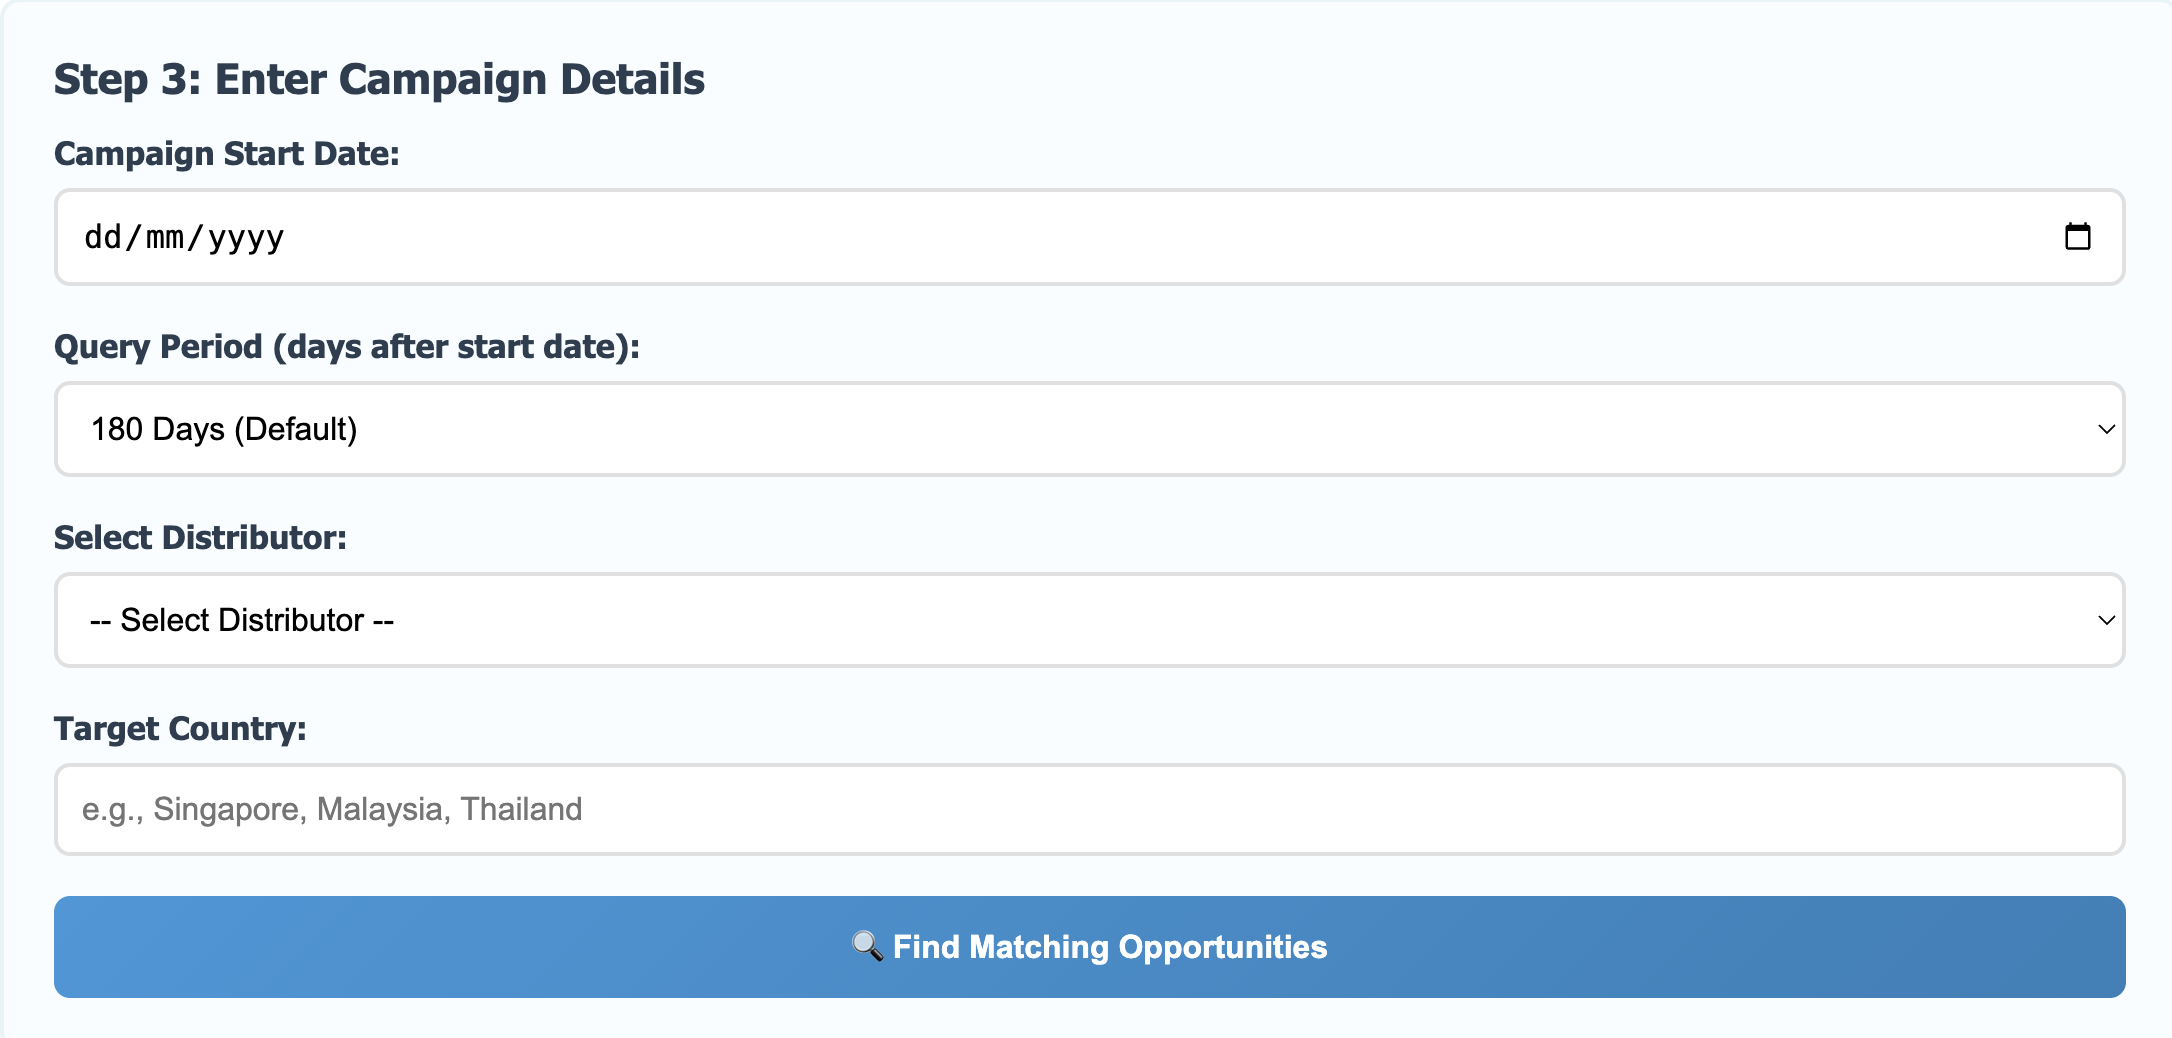 Step 3: Enter Campaign Details
Campaign Start Date:
dd/mm/yyyy
Query Period (days after start date):
180 Days (Default)
Select Distributor:
-- Select Distributor --
Target Country:
e.g., Singapore, Malaysia, Thailand
🔍 Find Matching Opportunities